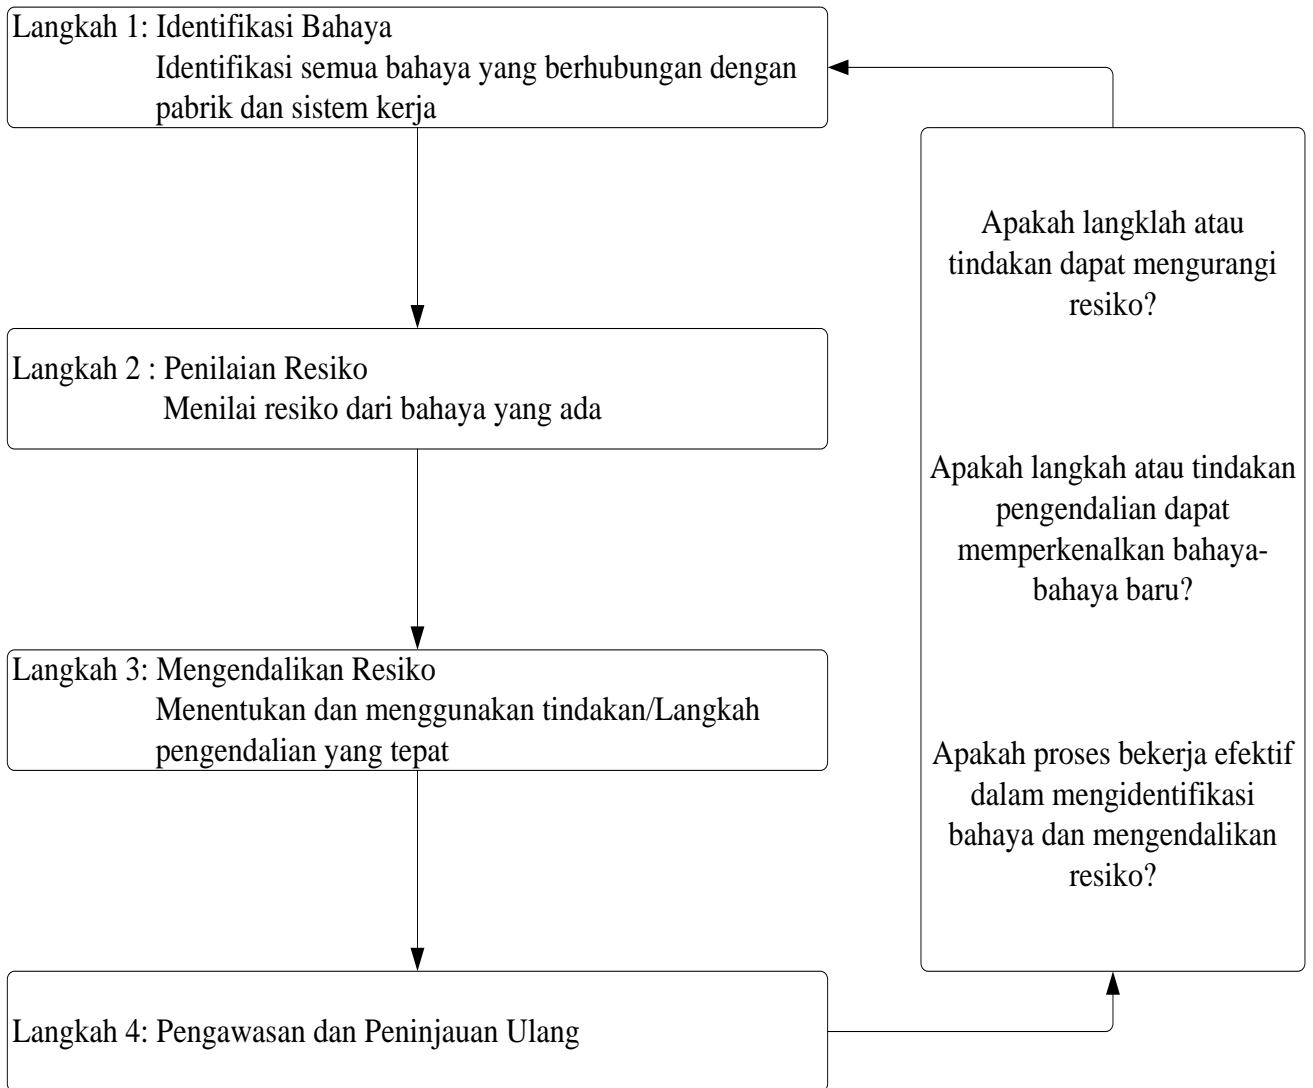 Langkah 1: Identifikasi Bahaya
Identifikasi semua bahaya yang berhubungan dengan
pabrik dan sistem kerja
Langkah 2 : Penilaian Resiko
Menilai resiko dari bahaya yang ada
Langkah 3: Mengendalikan Resiko
Menentukan dan menggunakan tindakan/Langkah
pengendalian yang tepat
Langkah 4: Pengawasan dan Peninjauan Ulang
Apakah langklah atau
tindakan dapat mengurangi
resiko?
Apakah langkah atau tindakan
pengendalian dapat
memperkenalkan bahaya-
bahaya baru?
Apakah proses bekerja efektif
dalam mengidentifikasi
bahaya dan mengendalikan
resiko?